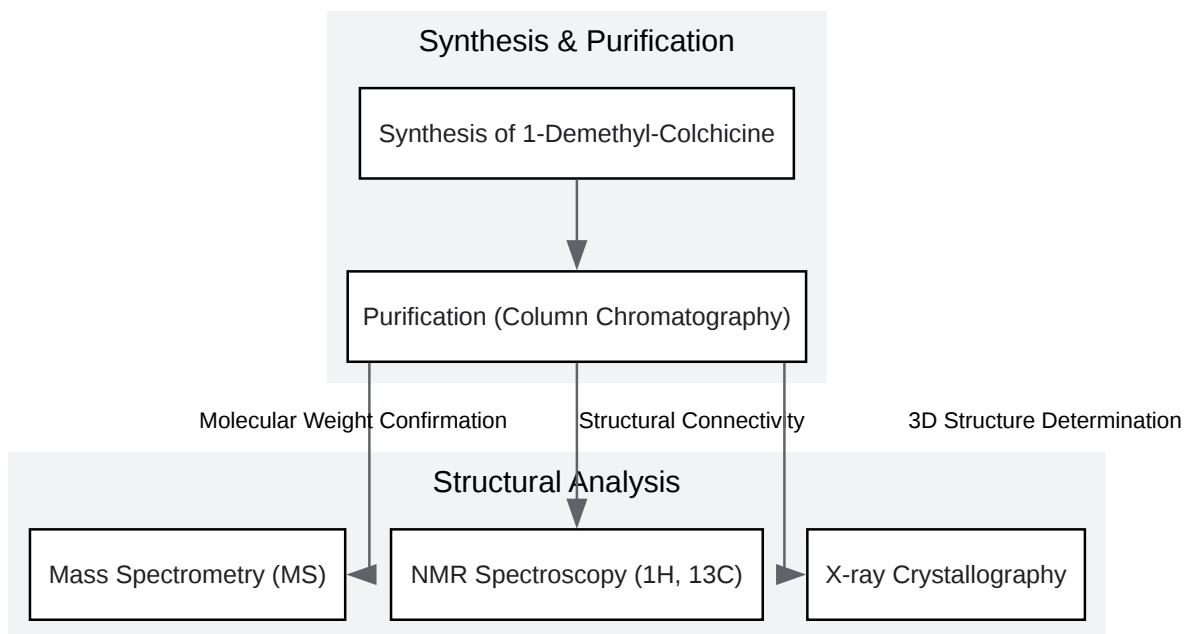 Synthesis & Purification
Synthesis of 1-Demethyl-Colchicine
Purification (Column Chromatography)
Molecular Weight Confirmation
Structural Connectivity
3D Structure Determination
Structural Analysis
Mass Spectrometry (MS)
NMR Spectroscopy (1H, 13C)
X-ray Crystallography